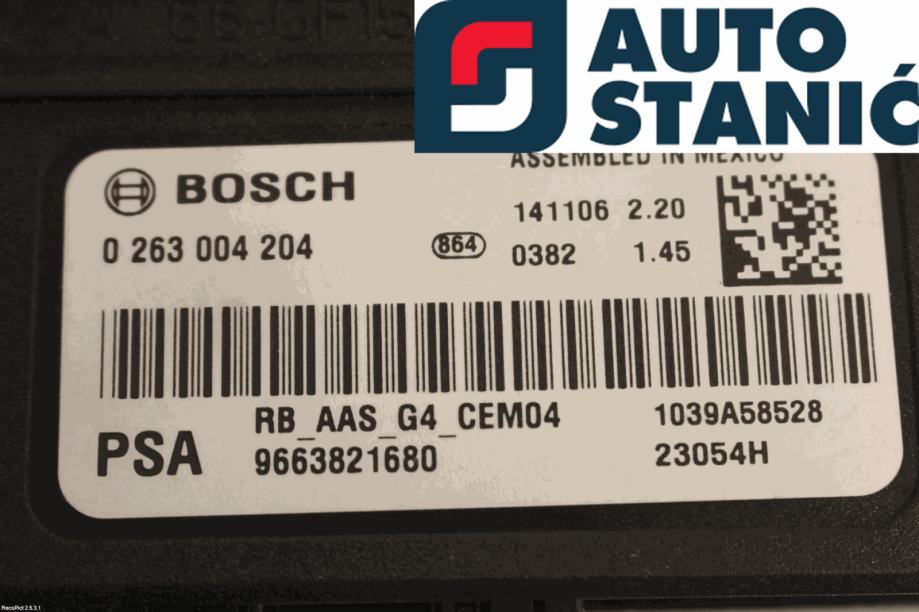 AUTO
STANIĆ
ASSEMBLED IN MEXICO
BOSCH
141106 2.20
0 263 004 204
864
0382 1.45
RB_AAS_G4_CEM04
1039A58528
PSA
9663821680
23054H
RecoPict 2.5.3.1